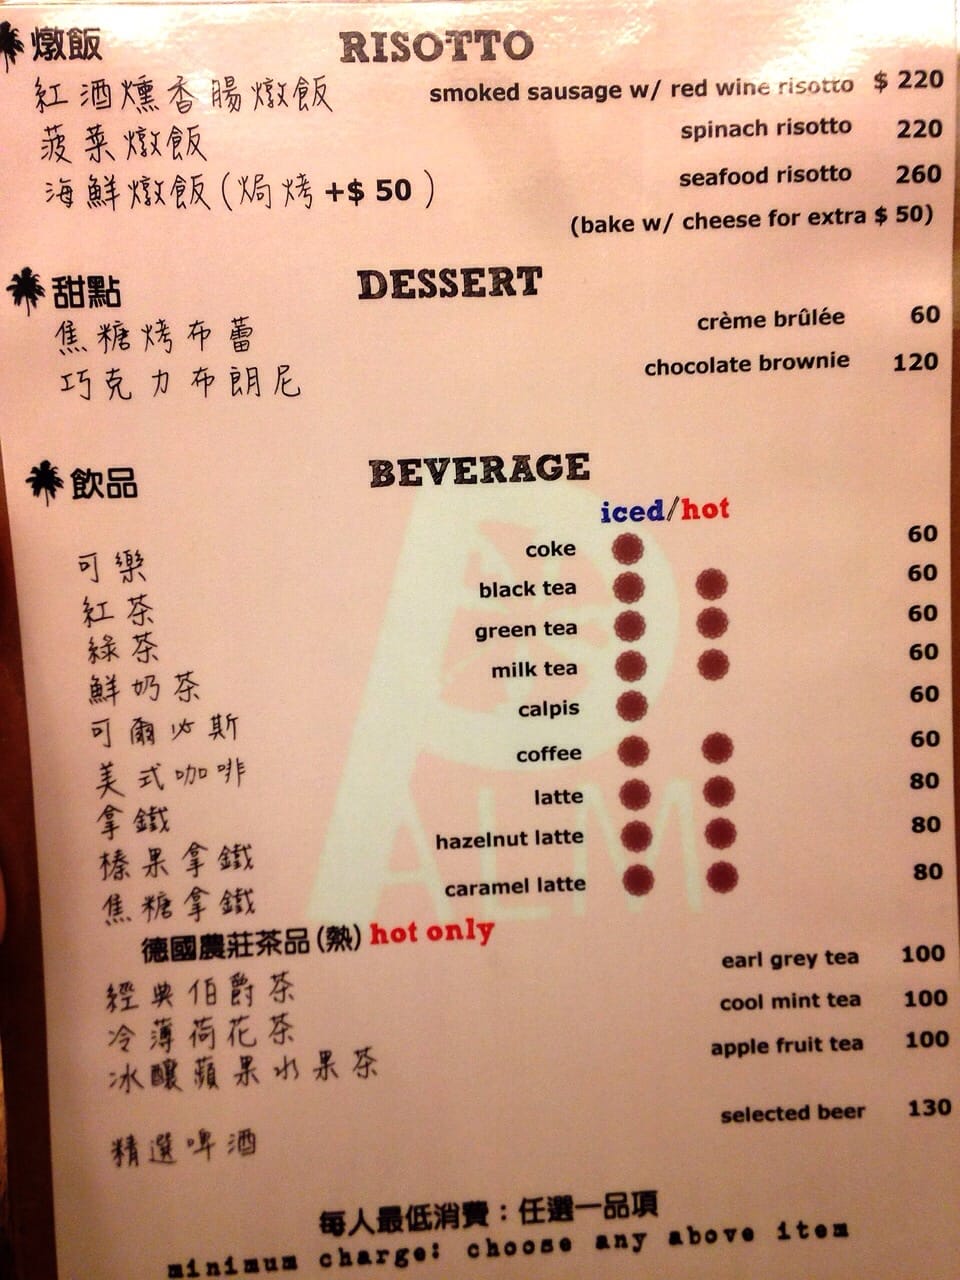 燉飯 RISOTTO
紅酒燻香腸燉飯 smoked sausage w/ red wine risotto $ 220
菠菜燉飯 spinach risotto 220
海鮮燉飯(焗烤+$ 50) seafood risotto 260
(bake w/ cheese for extra $ 50)
甜點 DESSERT
焦糖烤布蕾 crème brûlée 60
巧克力布朗尼 chocolate brownie 120
飲品 BEVERAGE
iced/hot
可樂 coke 60
紅茶 black tea 60
綠茶 green tea 60
鮮奶茶 milk tea 60
可爾必斯 calpis 60
美式咖啡 coffee 60
拿鐵 latte 80
榛果拿鐵 hazelnut latte 80
焦糖拿鐵 caramel latte 80
德國農莊茶品(熱) hot only
經典伯爵茶 earl grey tea 100
冷薄荷花茶 cool mint tea 100
冰釀蘋果水果茶 apple fruit tea 100
精選啤酒 selected beer 130
每人最低消費：任選一品項
minimum charge: choose any above item
PALM